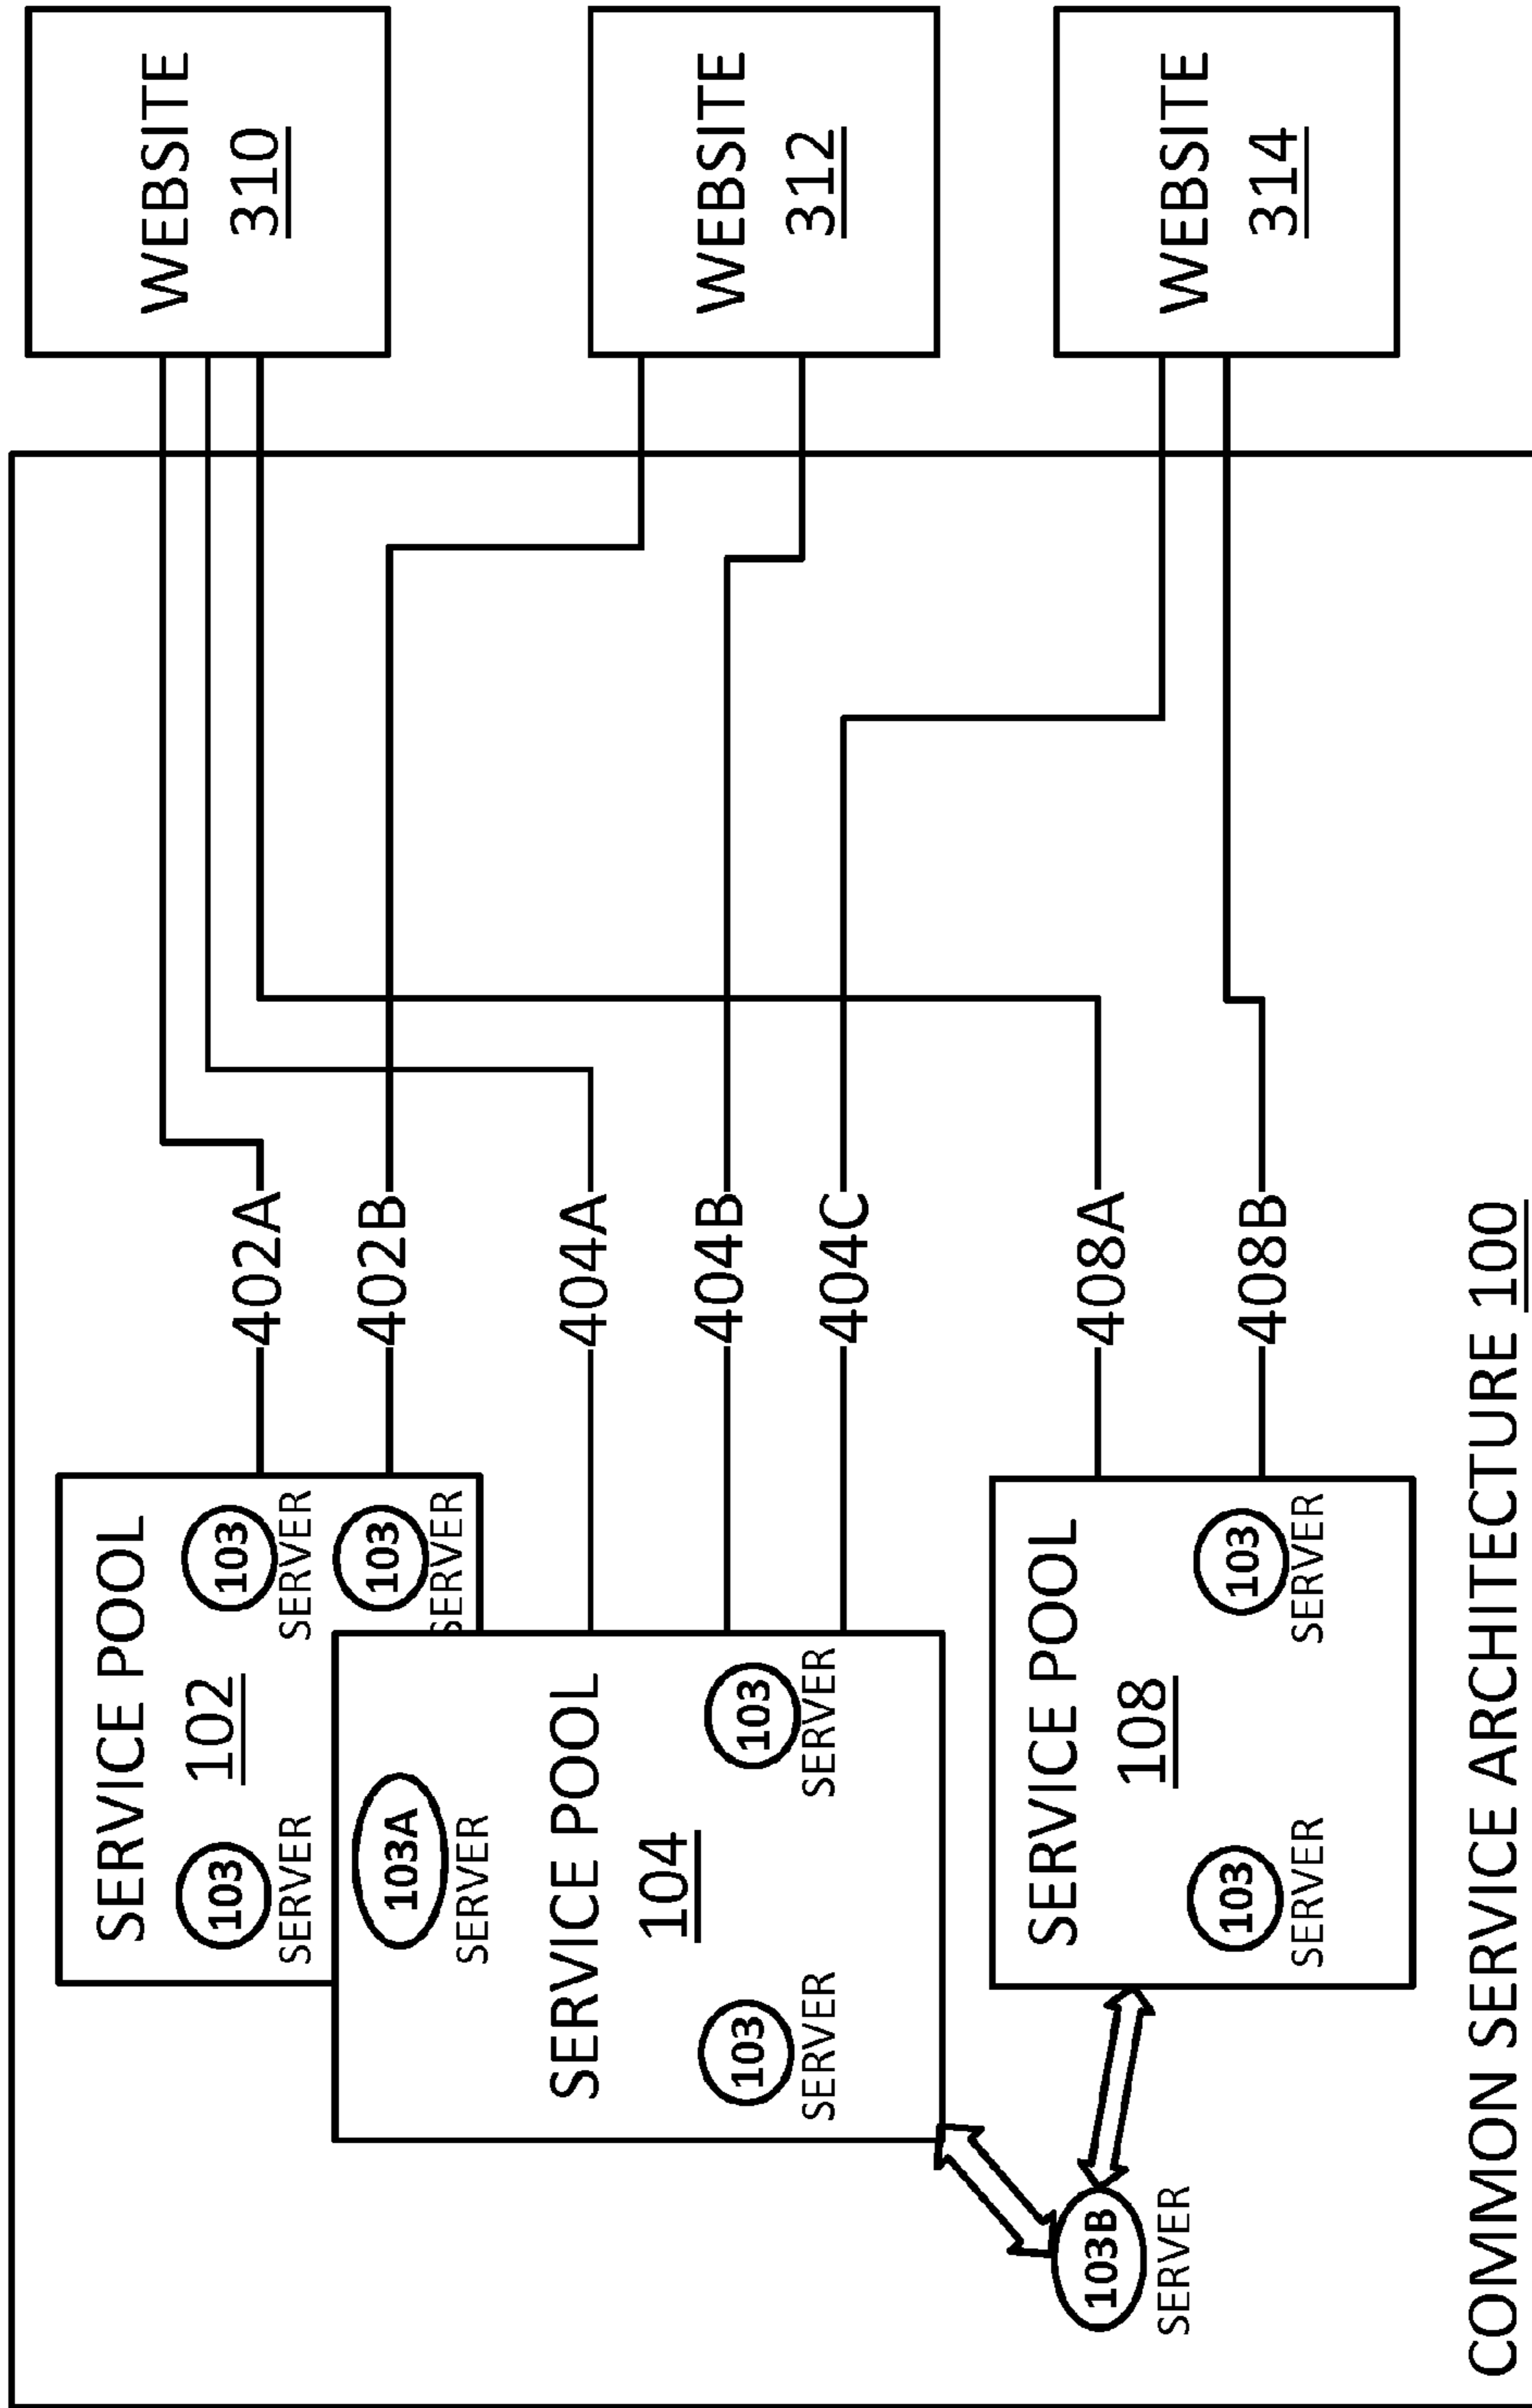 SERVICE POOL
102
103
SERVER
103
SERVER
103
SERVER
103A
SERVER
SERVICE POOL
104
103
SERVER
103
SERVER
SERVICE POOL
108
103
SERVER
103
SERVER
103B
SERVER
402A
402B
404A
404B
404C
408A
408B
WEBSITE
310
WEBSITE
312
WEBSITE
314
COMMON SERVICE ARCHITECTURE 100